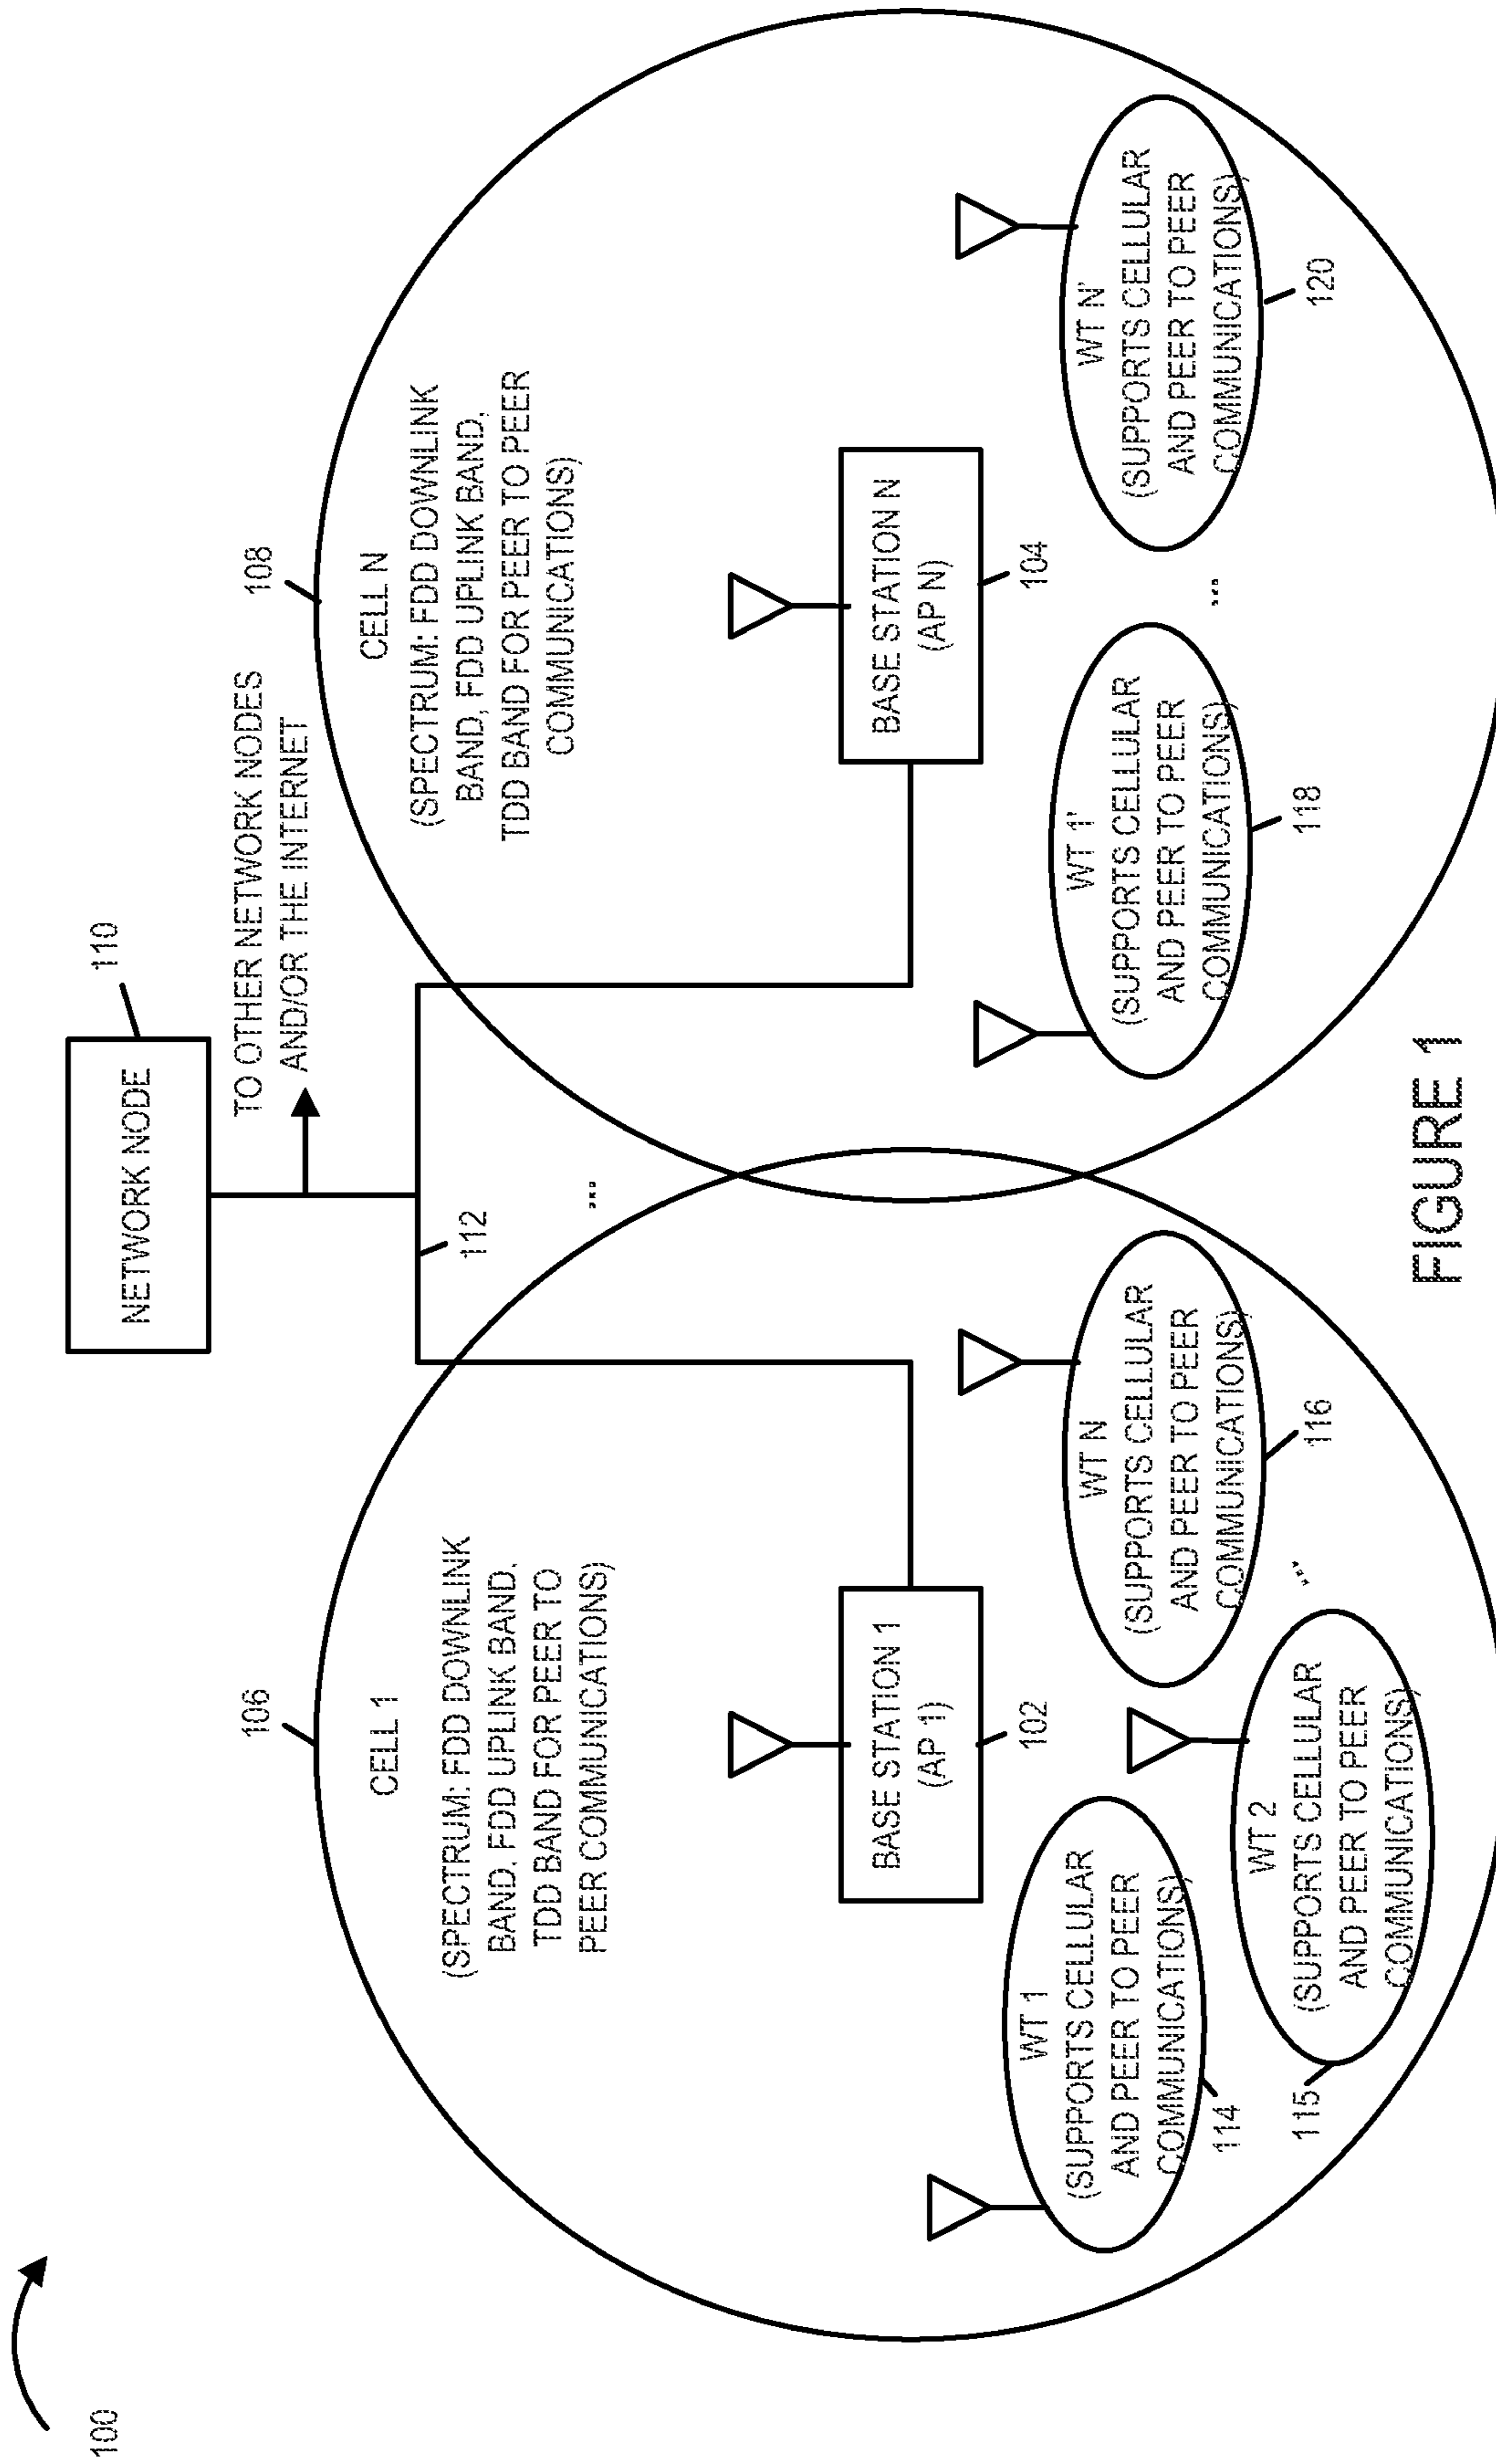 100
NETWORK NODE
110
TO OTHER NETWORK NODES
AND/OR THE INTERNET
112
...
106
CELL 1
(SPECTRUM: FDD DOWNLINK
BAND, FDD UPLINK BAND,
TDD BAND FOR PEER TO
PEER COMMUNICATIONS)
BASE STATION 1
(AP 1)
102
WT 1
(SUPPORTS CELLULAR
AND PEER TO PEER
COMMUNICATIONS)
114
WT 2
(SUPPORTS CELLULAR
AND PEER TO PEER
COMMUNICATIONS)
115
...
WT N
(SUPPORTS CELLULAR
AND PEER TO PEER
COMMUNICATIONS)
116
108
CELL N
(SPECTRUM: FDD DOWNLINK
BAND, FDD UPLINK BAND,
TDD BAND FOR PEER TO PEER
COMMUNICATIONS)
BASE STATION N
(AP N)
104
WT 1'
(SUPPORTS CELLULAR
AND PEER TO PEER
COMMUNICATIONS)
118
...
WT N'
(SUPPORTS CELLULAR
AND PEER TO PEER
COMMUNICATIONS)
120
FIGURE 1